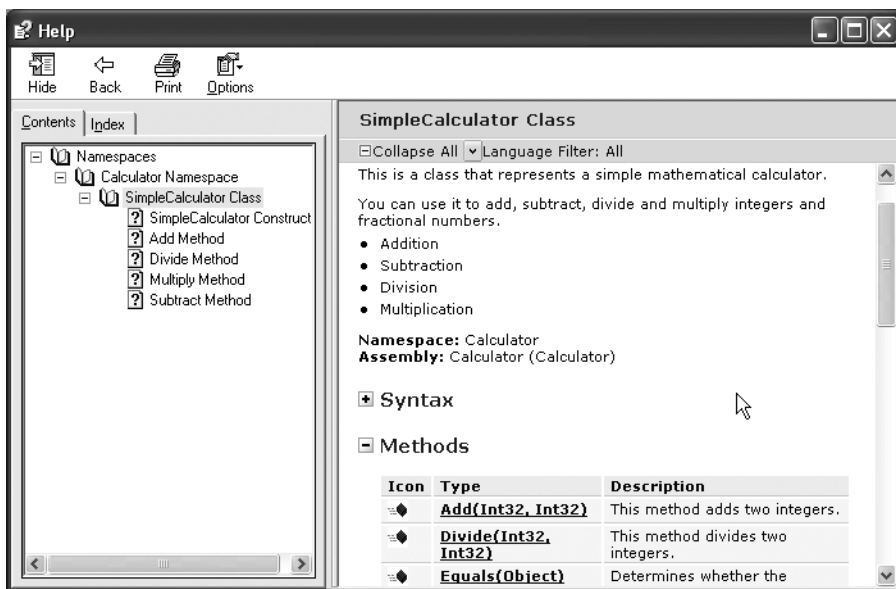 Help
Hide Back Print Options
Contents Index
Namespaces
Calculator Namespace
SimpleCalculator Class
SimpleCalculator Construct
Add Method
Divide Method
Multiply Method
Subtract Method
SimpleCalculator Class
Collapse All Language Filter: All
This is a class that represents a simple mathematical calculator.
You can use it to add, subtract, divide and multiply integers and
fractional numbers.
• Addition
• Subtraction
• Division
• Multiplication
Namespace: Calculator
Assembly: Calculator (Calculator)
Syntax
Methods
Icon Type Description
Add(Int32, Int32) This method adds two integers.
Divide(Int32, This method divides two
Int32) integers.
Equals(Object) Determines whether the